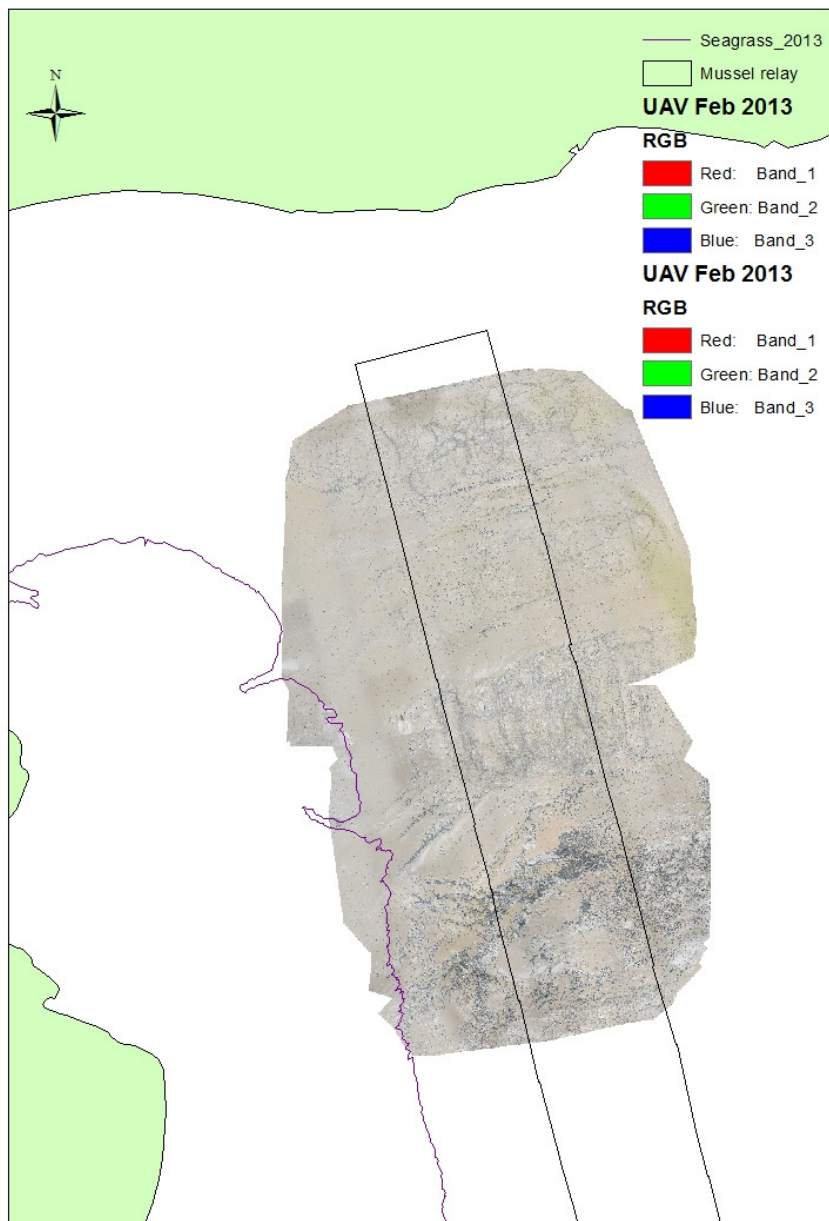 N
Seagrass_2013
Mussel relay
UAV Feb 2013
RGB
Red: Band_1
Green: Band_2
Blue: Band_3
UAV Feb 2013
RGB
Red: Band_1
Green: Band_2
Blue: Band_3